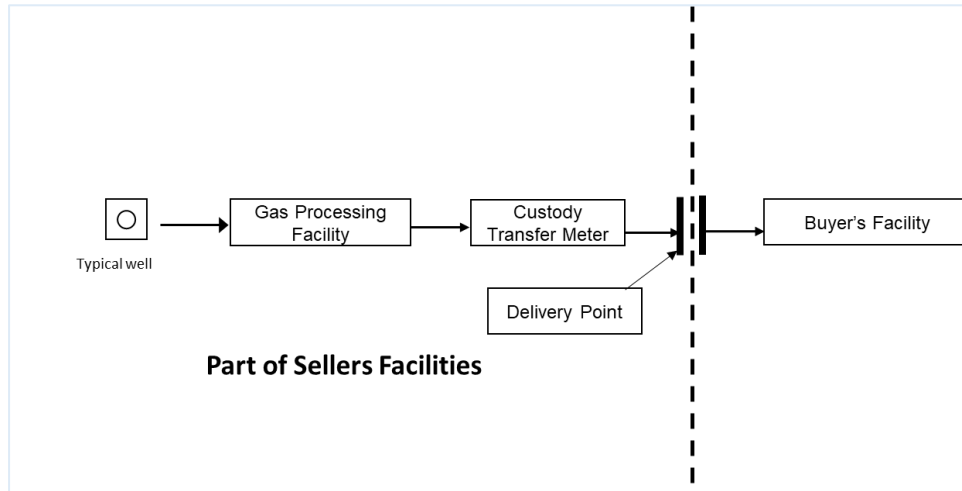 Gas Processing
Facility
Custody
Transfer Meter
Buyer's Facility
Typical well
Delivery Point
Part of Sellers Facilities